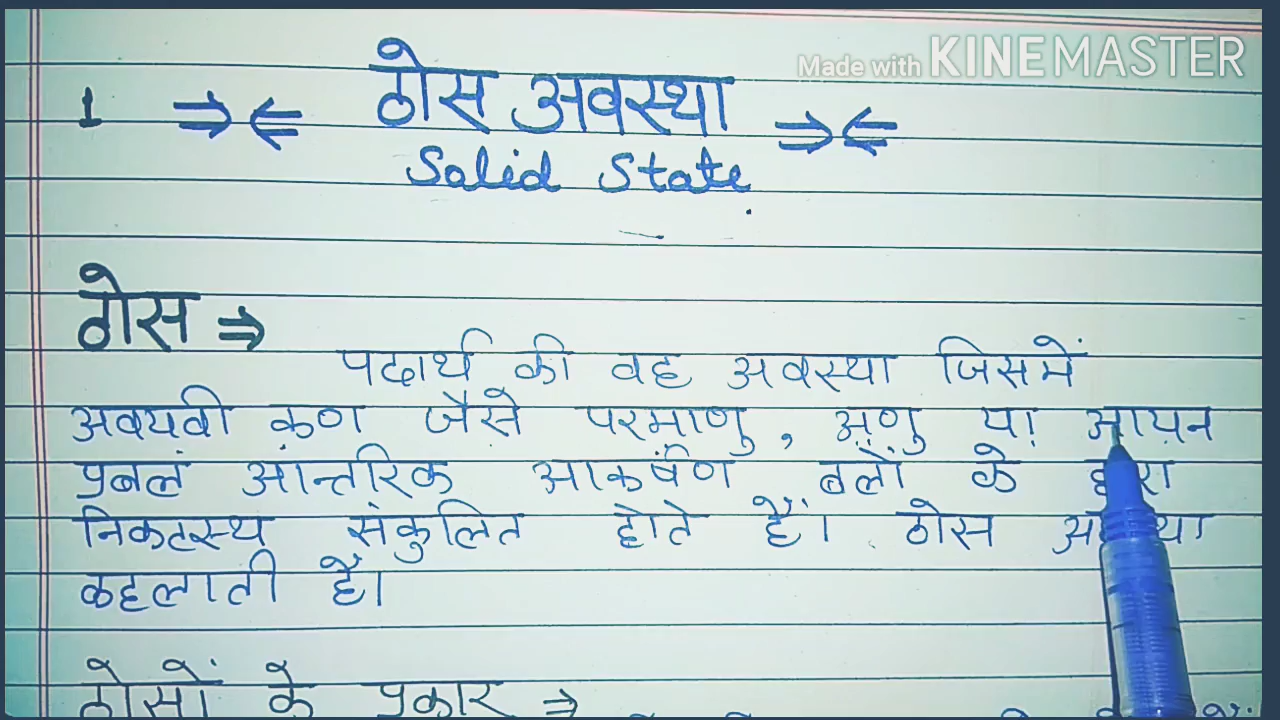 Made with KINEMASTER
1 ⇒⇐ ठोस अवस्था ⇒⇐
Solid State
ठोस ⇒
पदार्थ की वह अवस्था जिसमें
अवयवी कण जैसे परमाणु, अणु या आयन
प्रबल आन्तरिक आकर्षण बलों के द्वारा
निकटस्थ संकुलित होते हैं। ठोस अवस्था
कहलाती है।
ठोसों के प्रकार ⇒